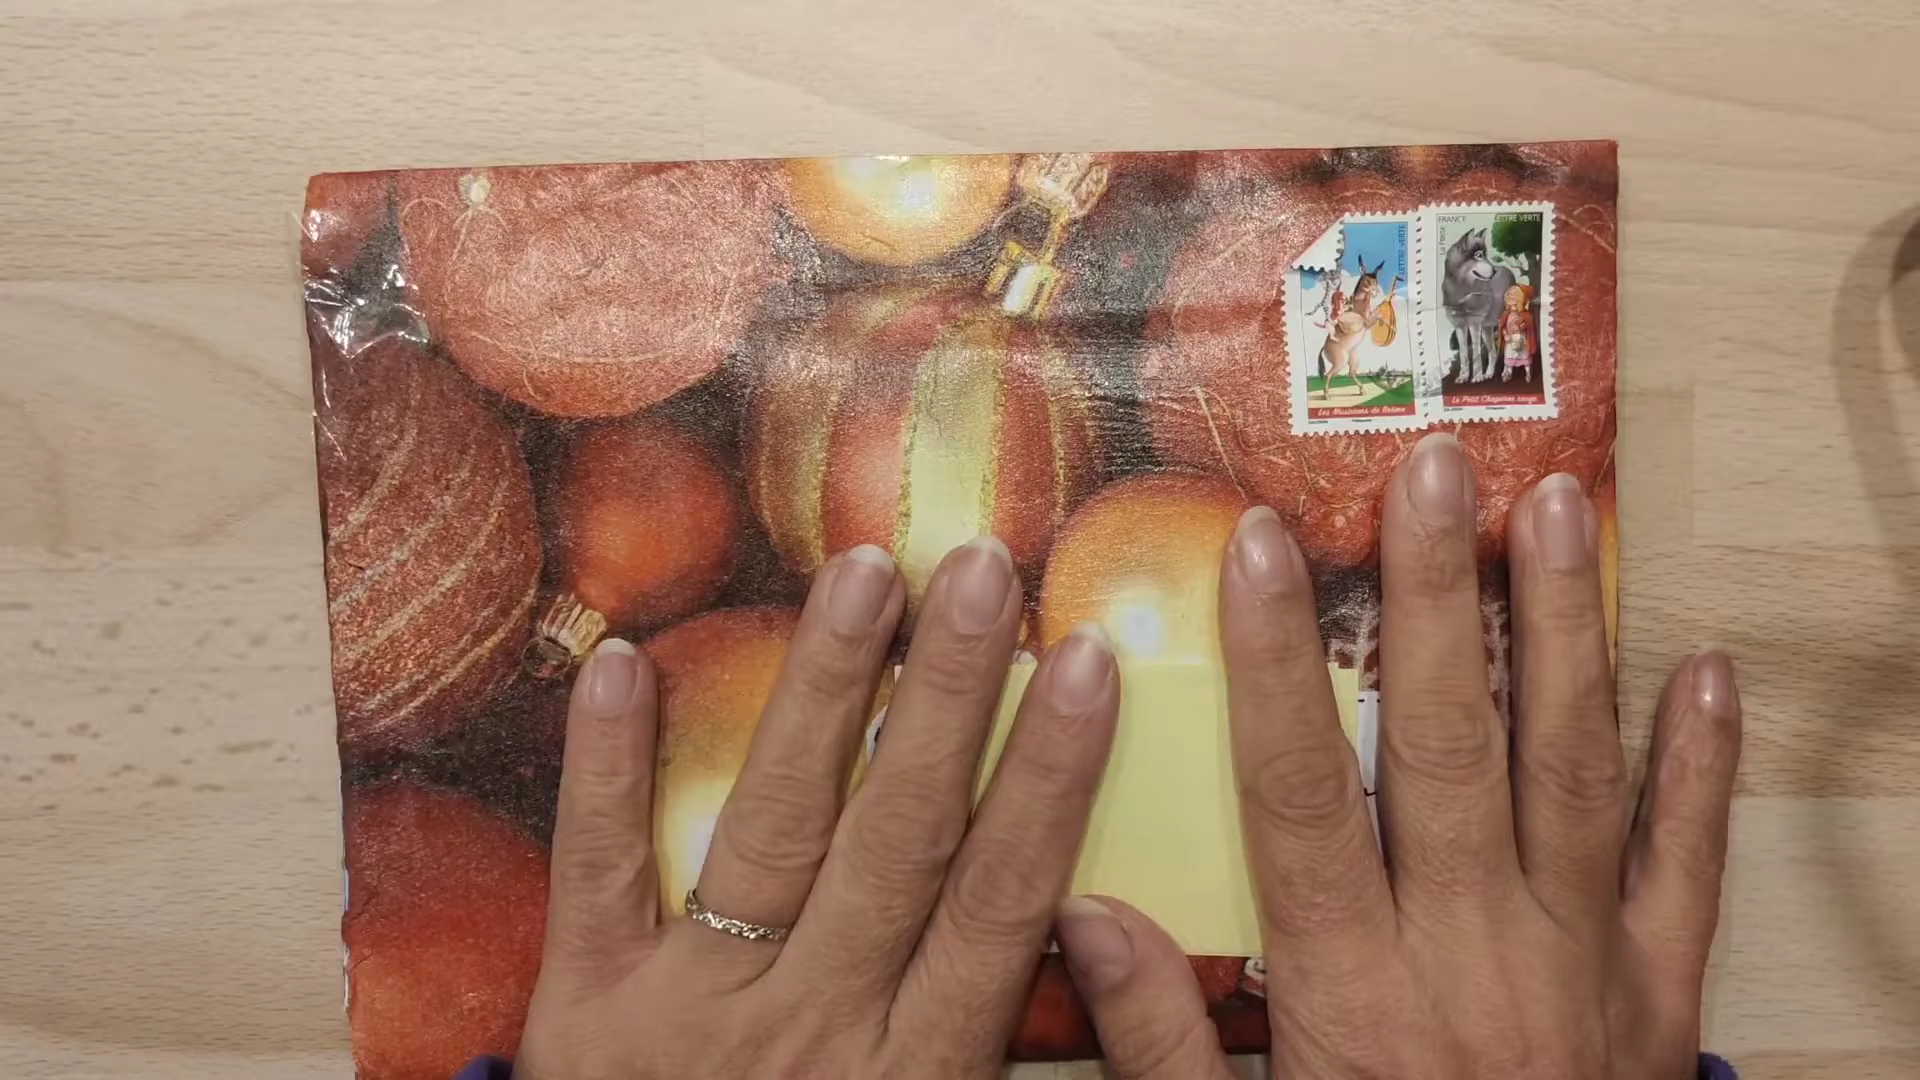 LETTRE VERTE
Les Musiciens de Brême
FRANCE
LETTRE VERTE
La Poste
Le Petit Chaperon rouge